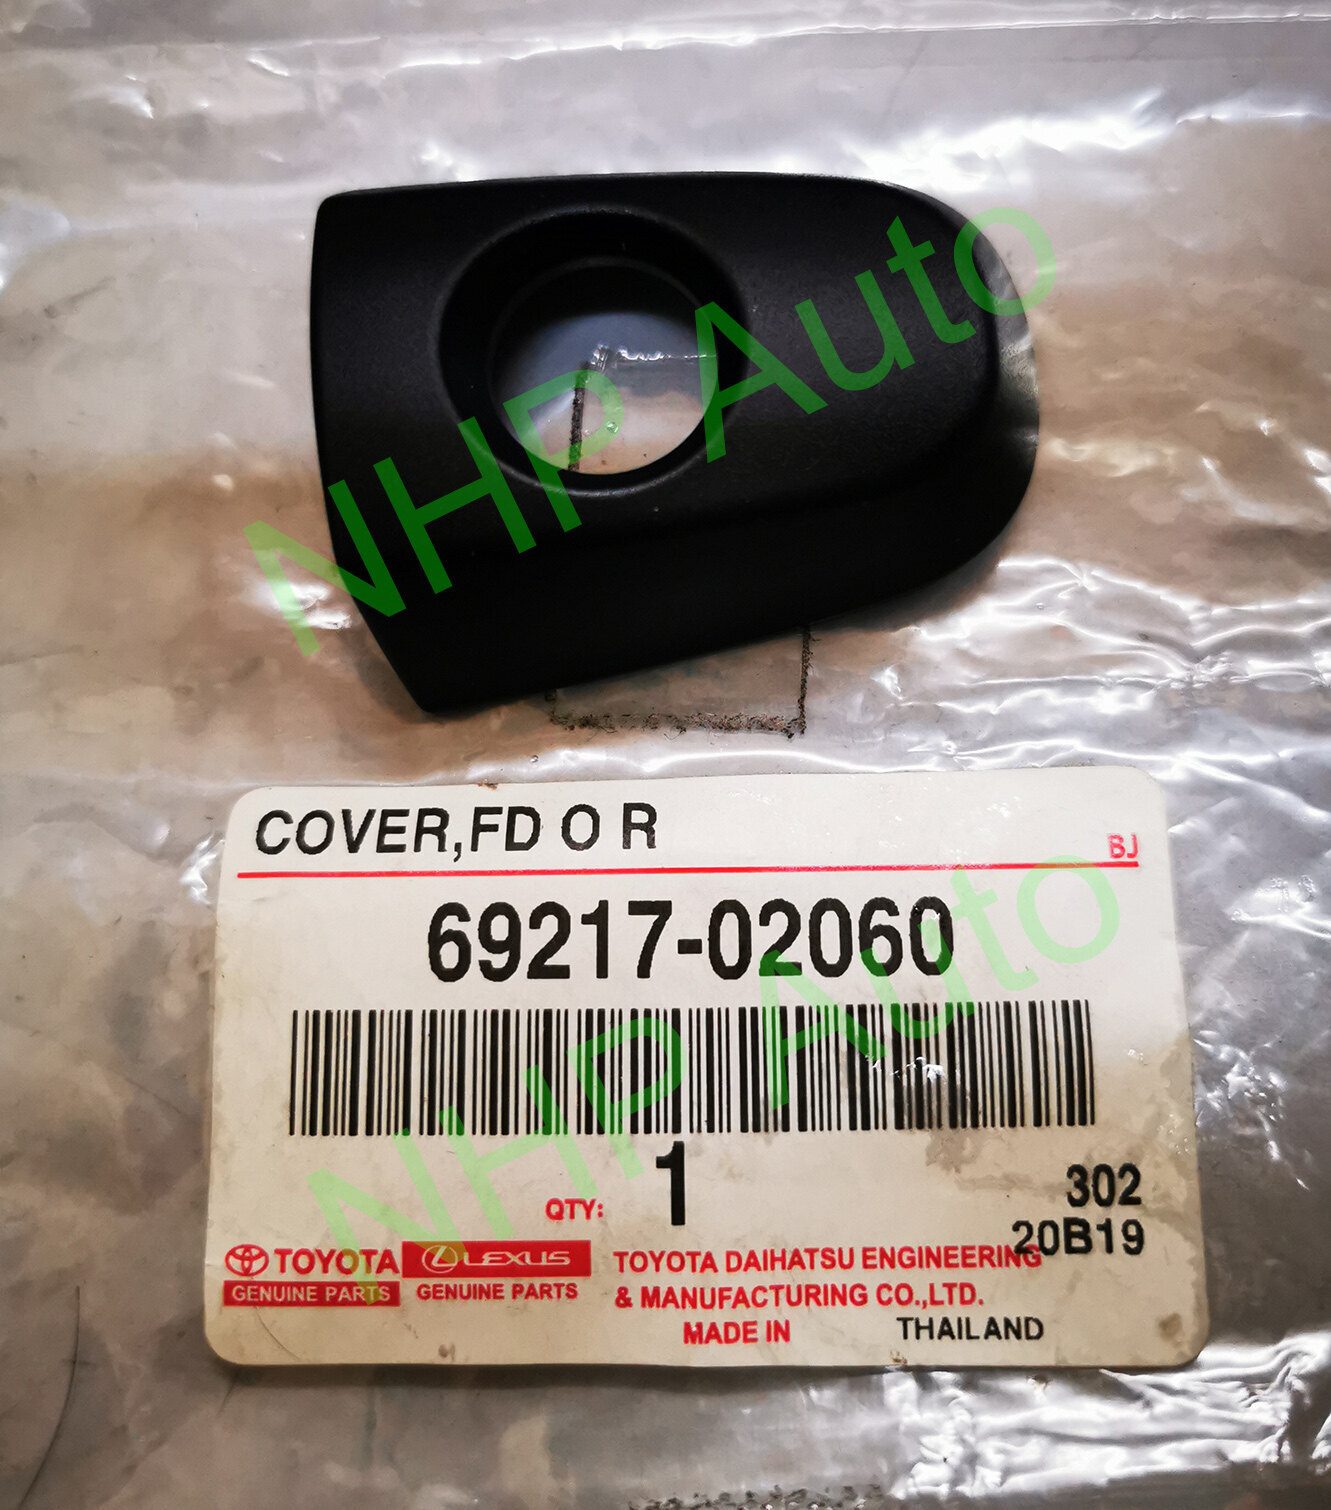 NHP Auto
COVER,FD O R
BJ
69217-02060
NHP Auto
QTY: 1
302
20B19
TOYOTA
GENUINE PARTS
LEXUS
GENUINE PARTS
TOYOTA DAIHATSU ENGINEERING
& MANUFACTURING CO.,LTD.
MADE IN THAILAND